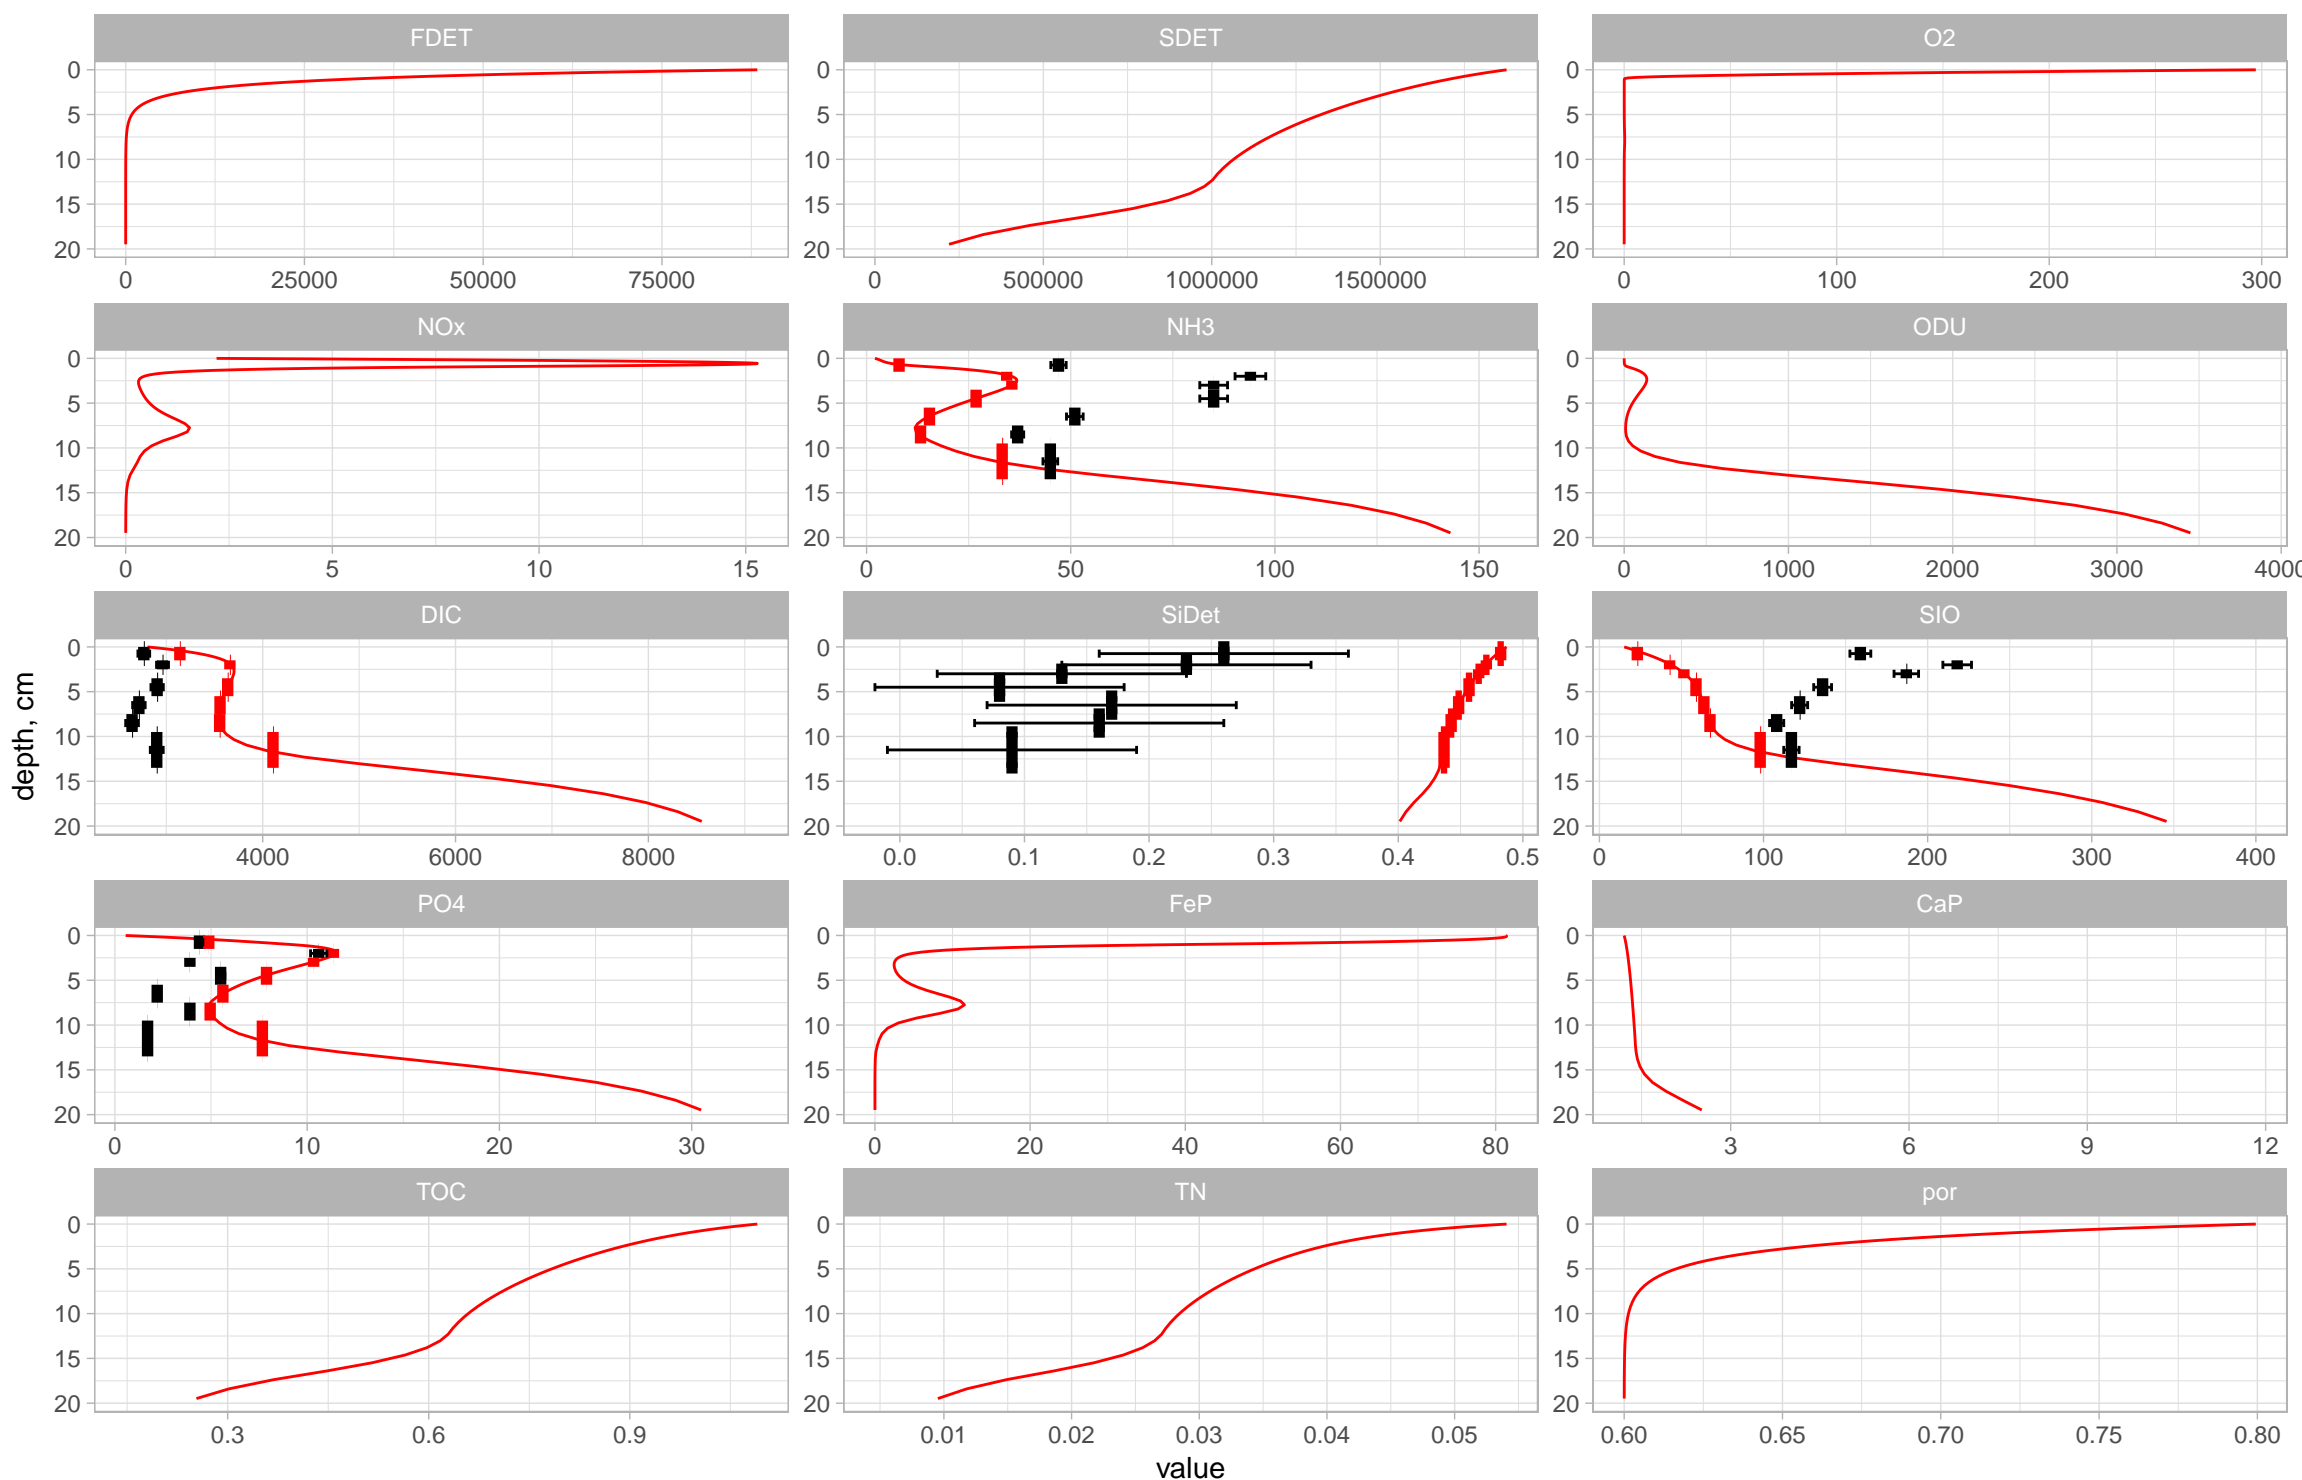 FDET SDET O2
0 0 0
5 5 5
10 10 10
15 15 15
20 20 20
0 25000 50000 75000 0 500000 1000000 1500000 0 100 200 300
NOx NH3 ODU
0 0 0
5 5 5
10 10 10
15 15 15
20 20 20
0 5 10 15 0 50 100 150 0 1000 2000 3000 4000
DIC SiDet SIO
0 0 0
5 5 5
10 10 10
15 15 15
20 20 20
4000 6000 8000 0.0 0.1 0.2 0.3 0.4 0.5 0 100 200 300 400
depth, cm
PO4 FeP CaP
0 0 0
5 5 5
10 10 10
15 15 15
20 20 20
0 10 20 30 0 20 40 60 80 3 6 9 12
TOC TN por
0 0 0
5 5 5
10 10 10
15 15 15
20 20 20
0.3 0.6 0.9 0.01 0.02 0.03 0.04 0.05 0.60 0.65 0.70 0.75 0.80
value